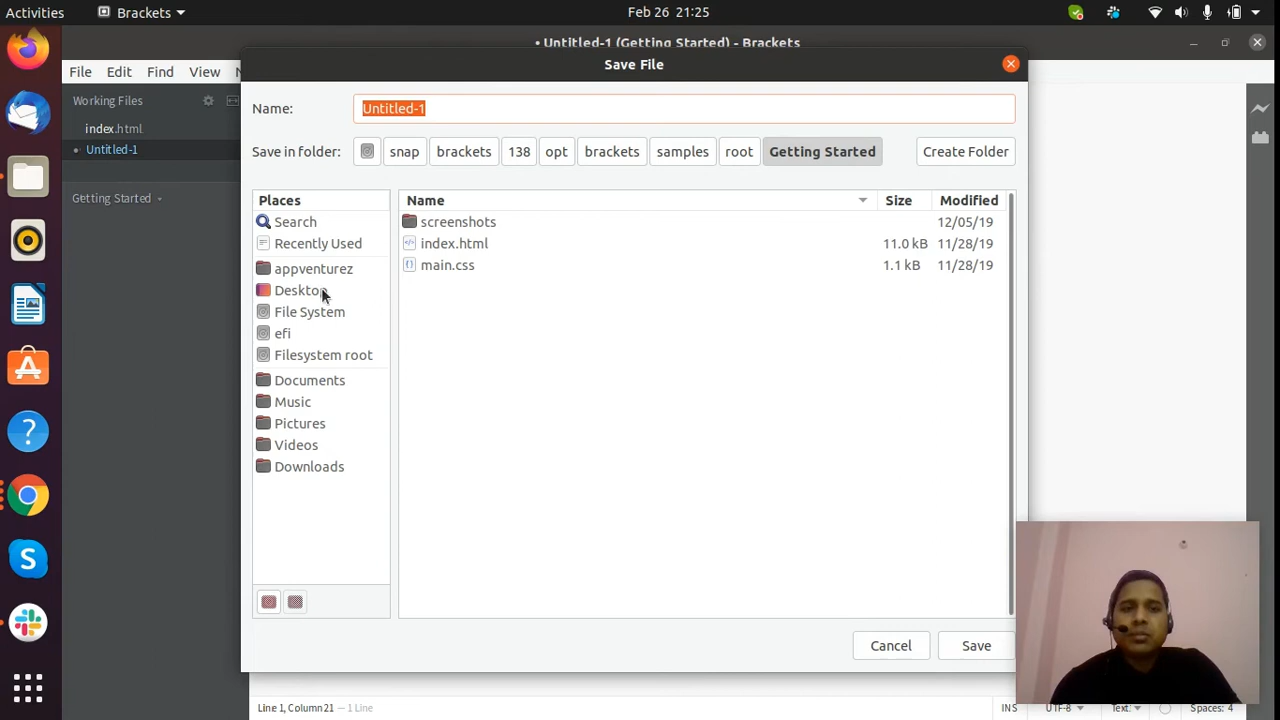 Activities Brackets Feb 26 21:25
• Untitled-1 (Getting Started) - Brackets
File Edit Find View
Save File
Working Files
index.html
• Untitled-1
Getting Started
Name: Untitled-1
Save in folder: snap brackets 138 opt brackets samples root Getting Started Create Folder
Places
Search
Recently Used
appventurez
Desktop
File System
efi
Filesystem root
Documents
Music
Pictures
Videos
Downloads
Name Size Modified
screenshots 12/05/19
index.html 11.0 kB 11/28/19
main.css 1.1 kB 11/28/19
Cancel Save
Line 1, Column 21 — 1 Line INS UTF-8 Text Spaces: 4